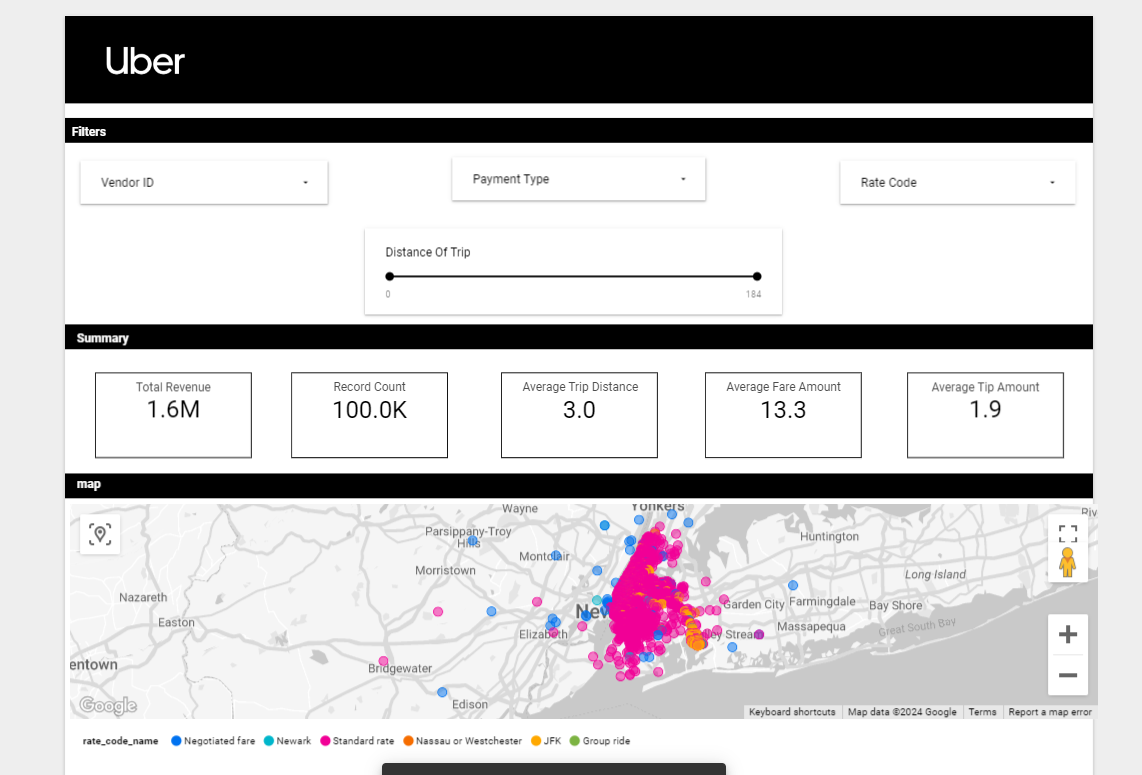 Uber
Filters
Vendor ID
Payment Type
Rate Code
Distance Of Trip
0
184
Summary
Total Revenue
1.6M
Record Count
100.0K
Average Trip Distance
3.0
Average Fare Amount
13.3
Average Tip Amount
1.9
map
Wayne
Yonkers
Riv
Parsippany-Troy
Hills
Huntington
Montclair
Morristown
Long Island
Nazareth
Garden City
Farmingdale
Bay Shore
New
Easton
Massapequa
Great South Bay
Elizabeth
ley Stream
entown
Bridgewater
Edison
Google
Keyboard shortcuts
Map data ©2024 Google
Terms
Report a map error
rate_code_name Negotiated fare Newark Standard rate Nassau or Westchester JFK Group ride